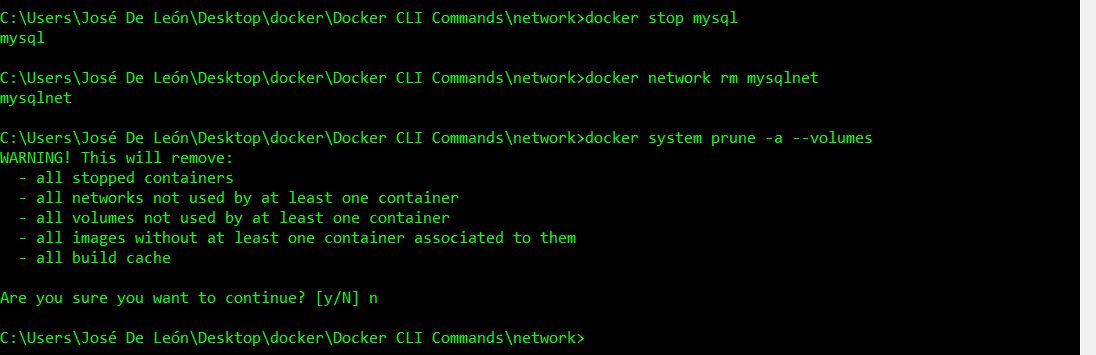 C:\Users\José De León\Desktop\docker\Docker CLI Commands\network>docker stop mysql
mysql
C:\Users\José De León\Desktop\docker\Docker CLI Commands\network>docker network rm mysqlnet
mysqlnet
C:\Users\José De León\Desktop\docker\Docker CLI Commands\network>docker system prune -a --volumes
WARNING! This will remove:
- all stopped containers
- all networks not used by at least one container
- all volumes not used by at least one container
- all images without at least one container associated to them
- all build cache
Are you sure you want to continue? [y/N] n
C:\Users\José De León\Desktop\docker\Docker CLI Commands\network>